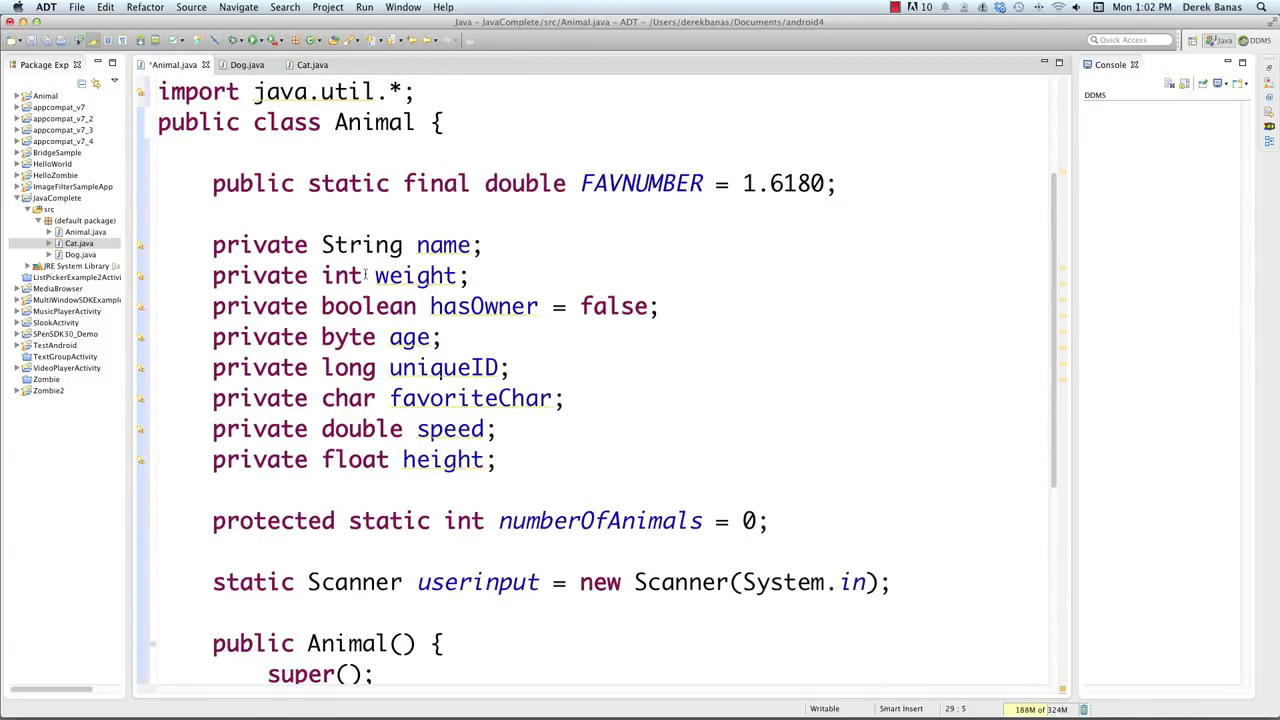 ADT File Edit Refactor Source Navigate Search Project Run Window Help
10 Mon 1:02 PM Derek Banas
Java – JavaComplete/src/Animal.java – ADT – /Users/derekbanas/Documents/android4
Quick Access Java DDMS
Package Exp
*Animal.java Dog.java Cat.java
Console
DDMS
Animal
appcompat_v7
appcompat_v7_2
appcompat_v7_3
appcompat_v7_4
BridgeSample
HelloWorld
HelloZombie
ImageFilterSampleApp
JavaComplete
src
(default package)
Animal.java
Cat.java
Dog.java
JRE System Library [Ja
ListPickerExample2Activi
MediaBrowser
MultiWindowSDKExample
MusicPlayerActivity
SlookActivity
SPenSDK30_Demo
TestAndroid
TextGroupActivity
VideoPlayerActivity
Zombie
Zombie2
import java.util.*;
public class Animal {
public static final double FAVNUMBER = 1.6180;
private String name;
private int weight;
private boolean hasOwner = false;
private byte age;
private long uniqueID;
private char favoriteChar;
private double speed;
private float height;
protected static int numberOfAnimals = 0;
static Scanner userinput = new Scanner(System.in);
public Animal() {
super();
Writable Smart Insert 29 : 5 188M of 324M